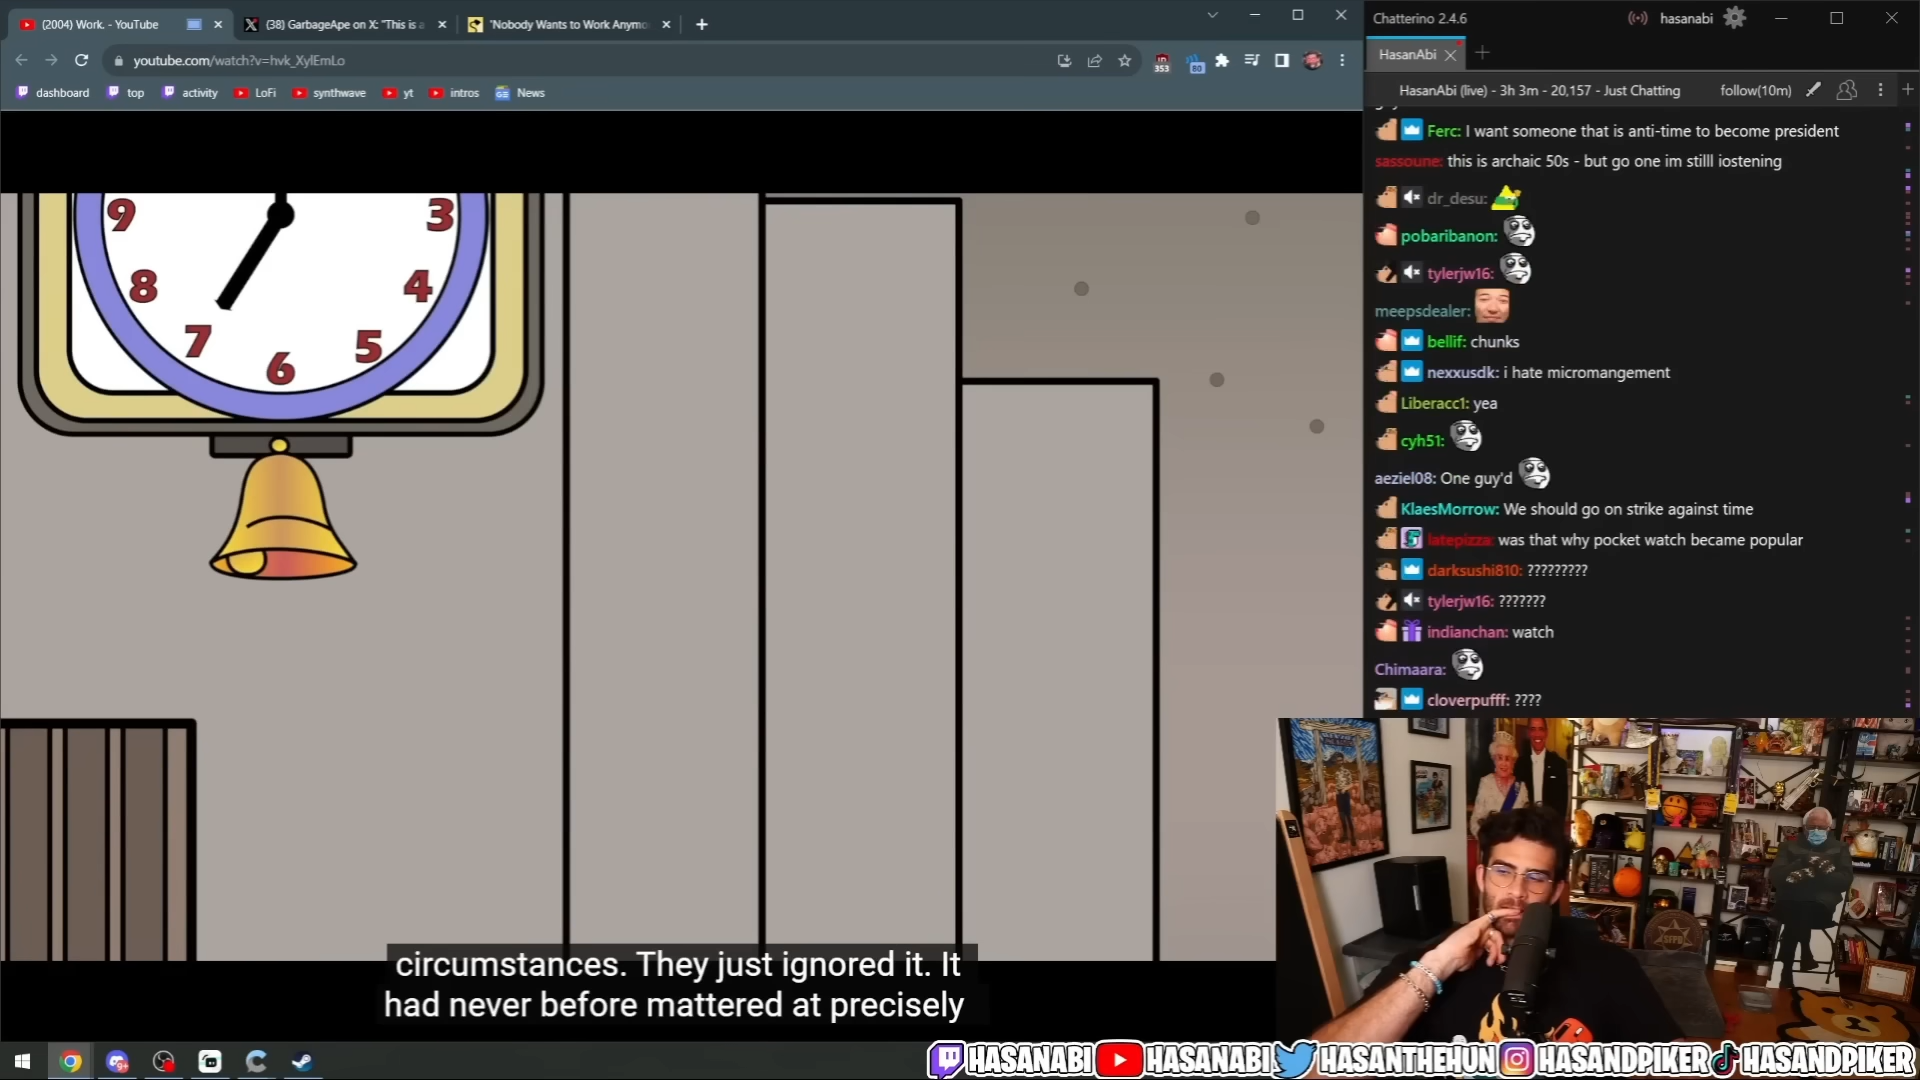 (2004) Work. - YouTube
(38) GarbageApe on X: "This is a
'Nobody Wants to Work Anymo
youtube.com/watch?v=hvk_XylEmLo
353
80
dashboard
top
activity
LoFi
synthwave
yt
intros
News
9
3
8
4
7
5
6
circumstances. They just ignored it. It
had never before mattered at precisely
Chatterino 2.4.6
hasanabi
HasanAbi
HasanAbi (live) - 3h 3m - 20,157 - Just Chatting
follow(10m)
Ferc: I want someone that is anti-time to become president
sassoune: this is archaic 50s - but go one im stilll iostening
dr_desu:
pobaribanon:
tylerjw16:
meepsdealer:
bellif: chunks
nexxusdk: i hate micromangement
Liberacc1: yea
cyh51:
aeziel08: One guy'd
KlaesMorrow: We should go on strike against time
latepizza: was that why pocket watch became popular
darksushi810: ?????????
tylerjw16: ???????
indianchan: watch
Chimaara:
cloverpufff: ????
HASANABI
HASANABI
HASANTHEHUN
HASANDPIKER
HASANDPIKER